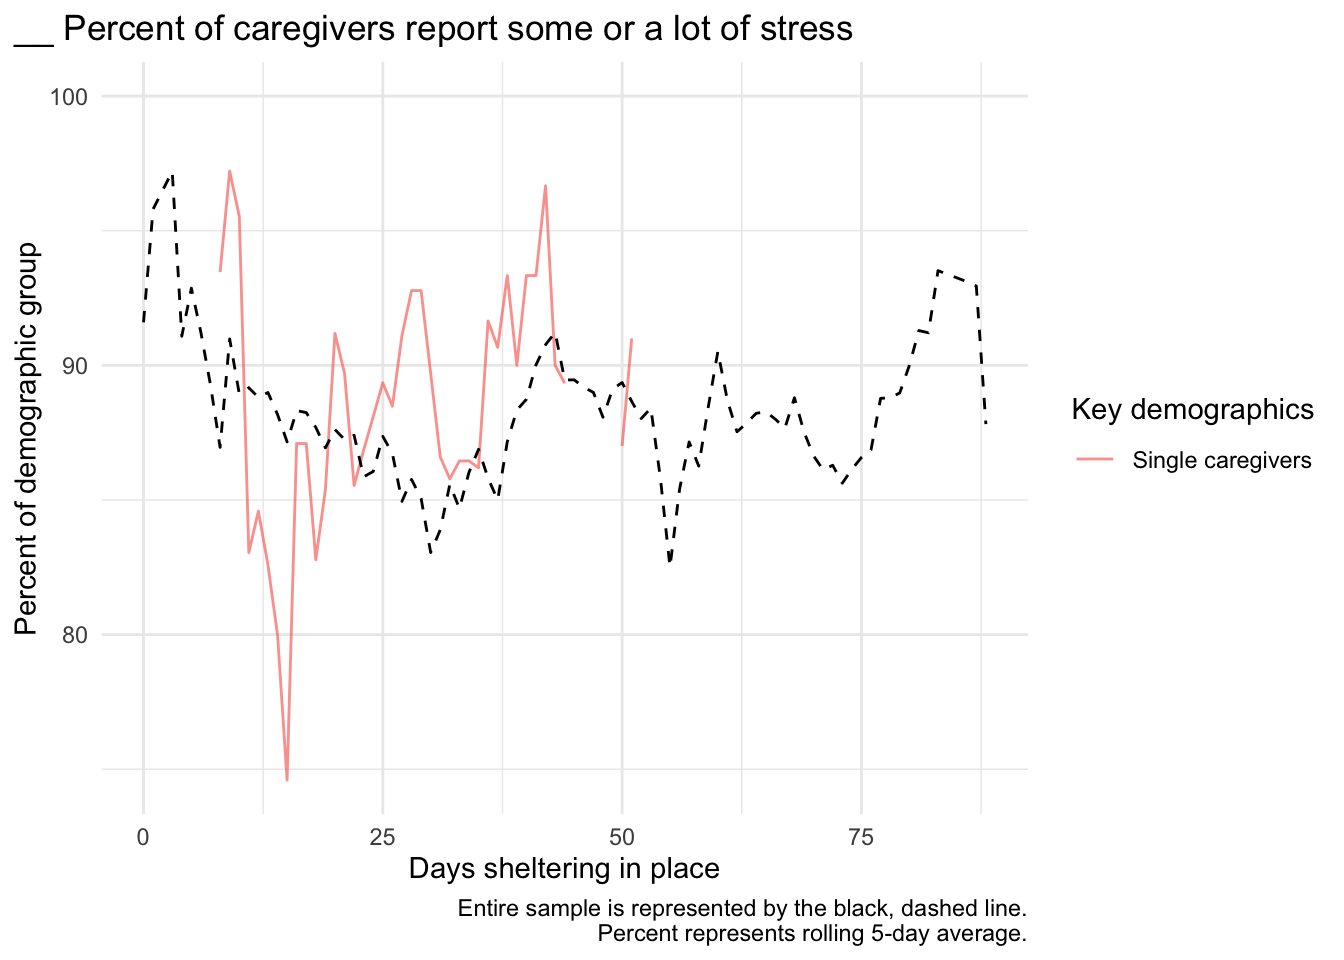 __ Percent of caregivers report some or a lot of stress
Percent of demographic group
100
90
80
0 25 50 75
Days sheltering in place
Key demographics
Single caregivers
Entire sample is represented by the black, dashed line.
Percent represents rolling 5-day average.